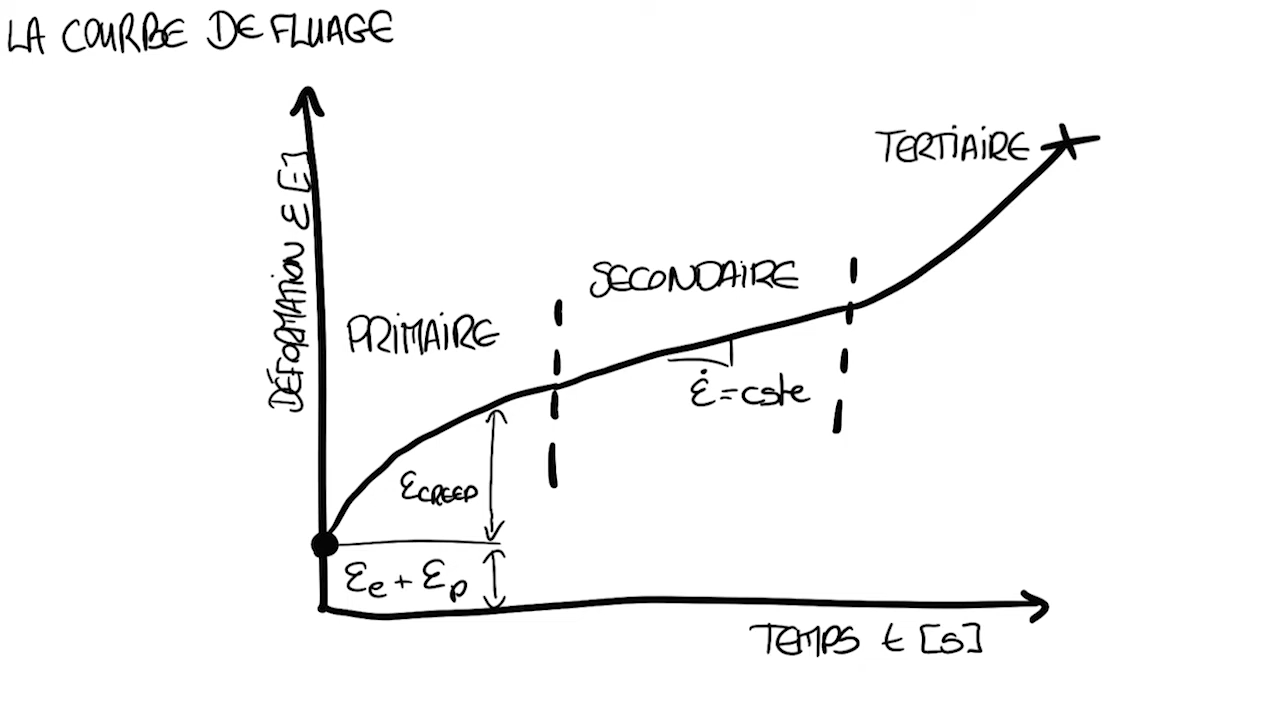 LA COURBE DE FLUAGE
DÉFORMATION ε [-]
TERTIAIRE
SECONDAIRE
PRIMAIRE
ε̇ = cste
εCREEP
εe + εp
TEMPS t [s]